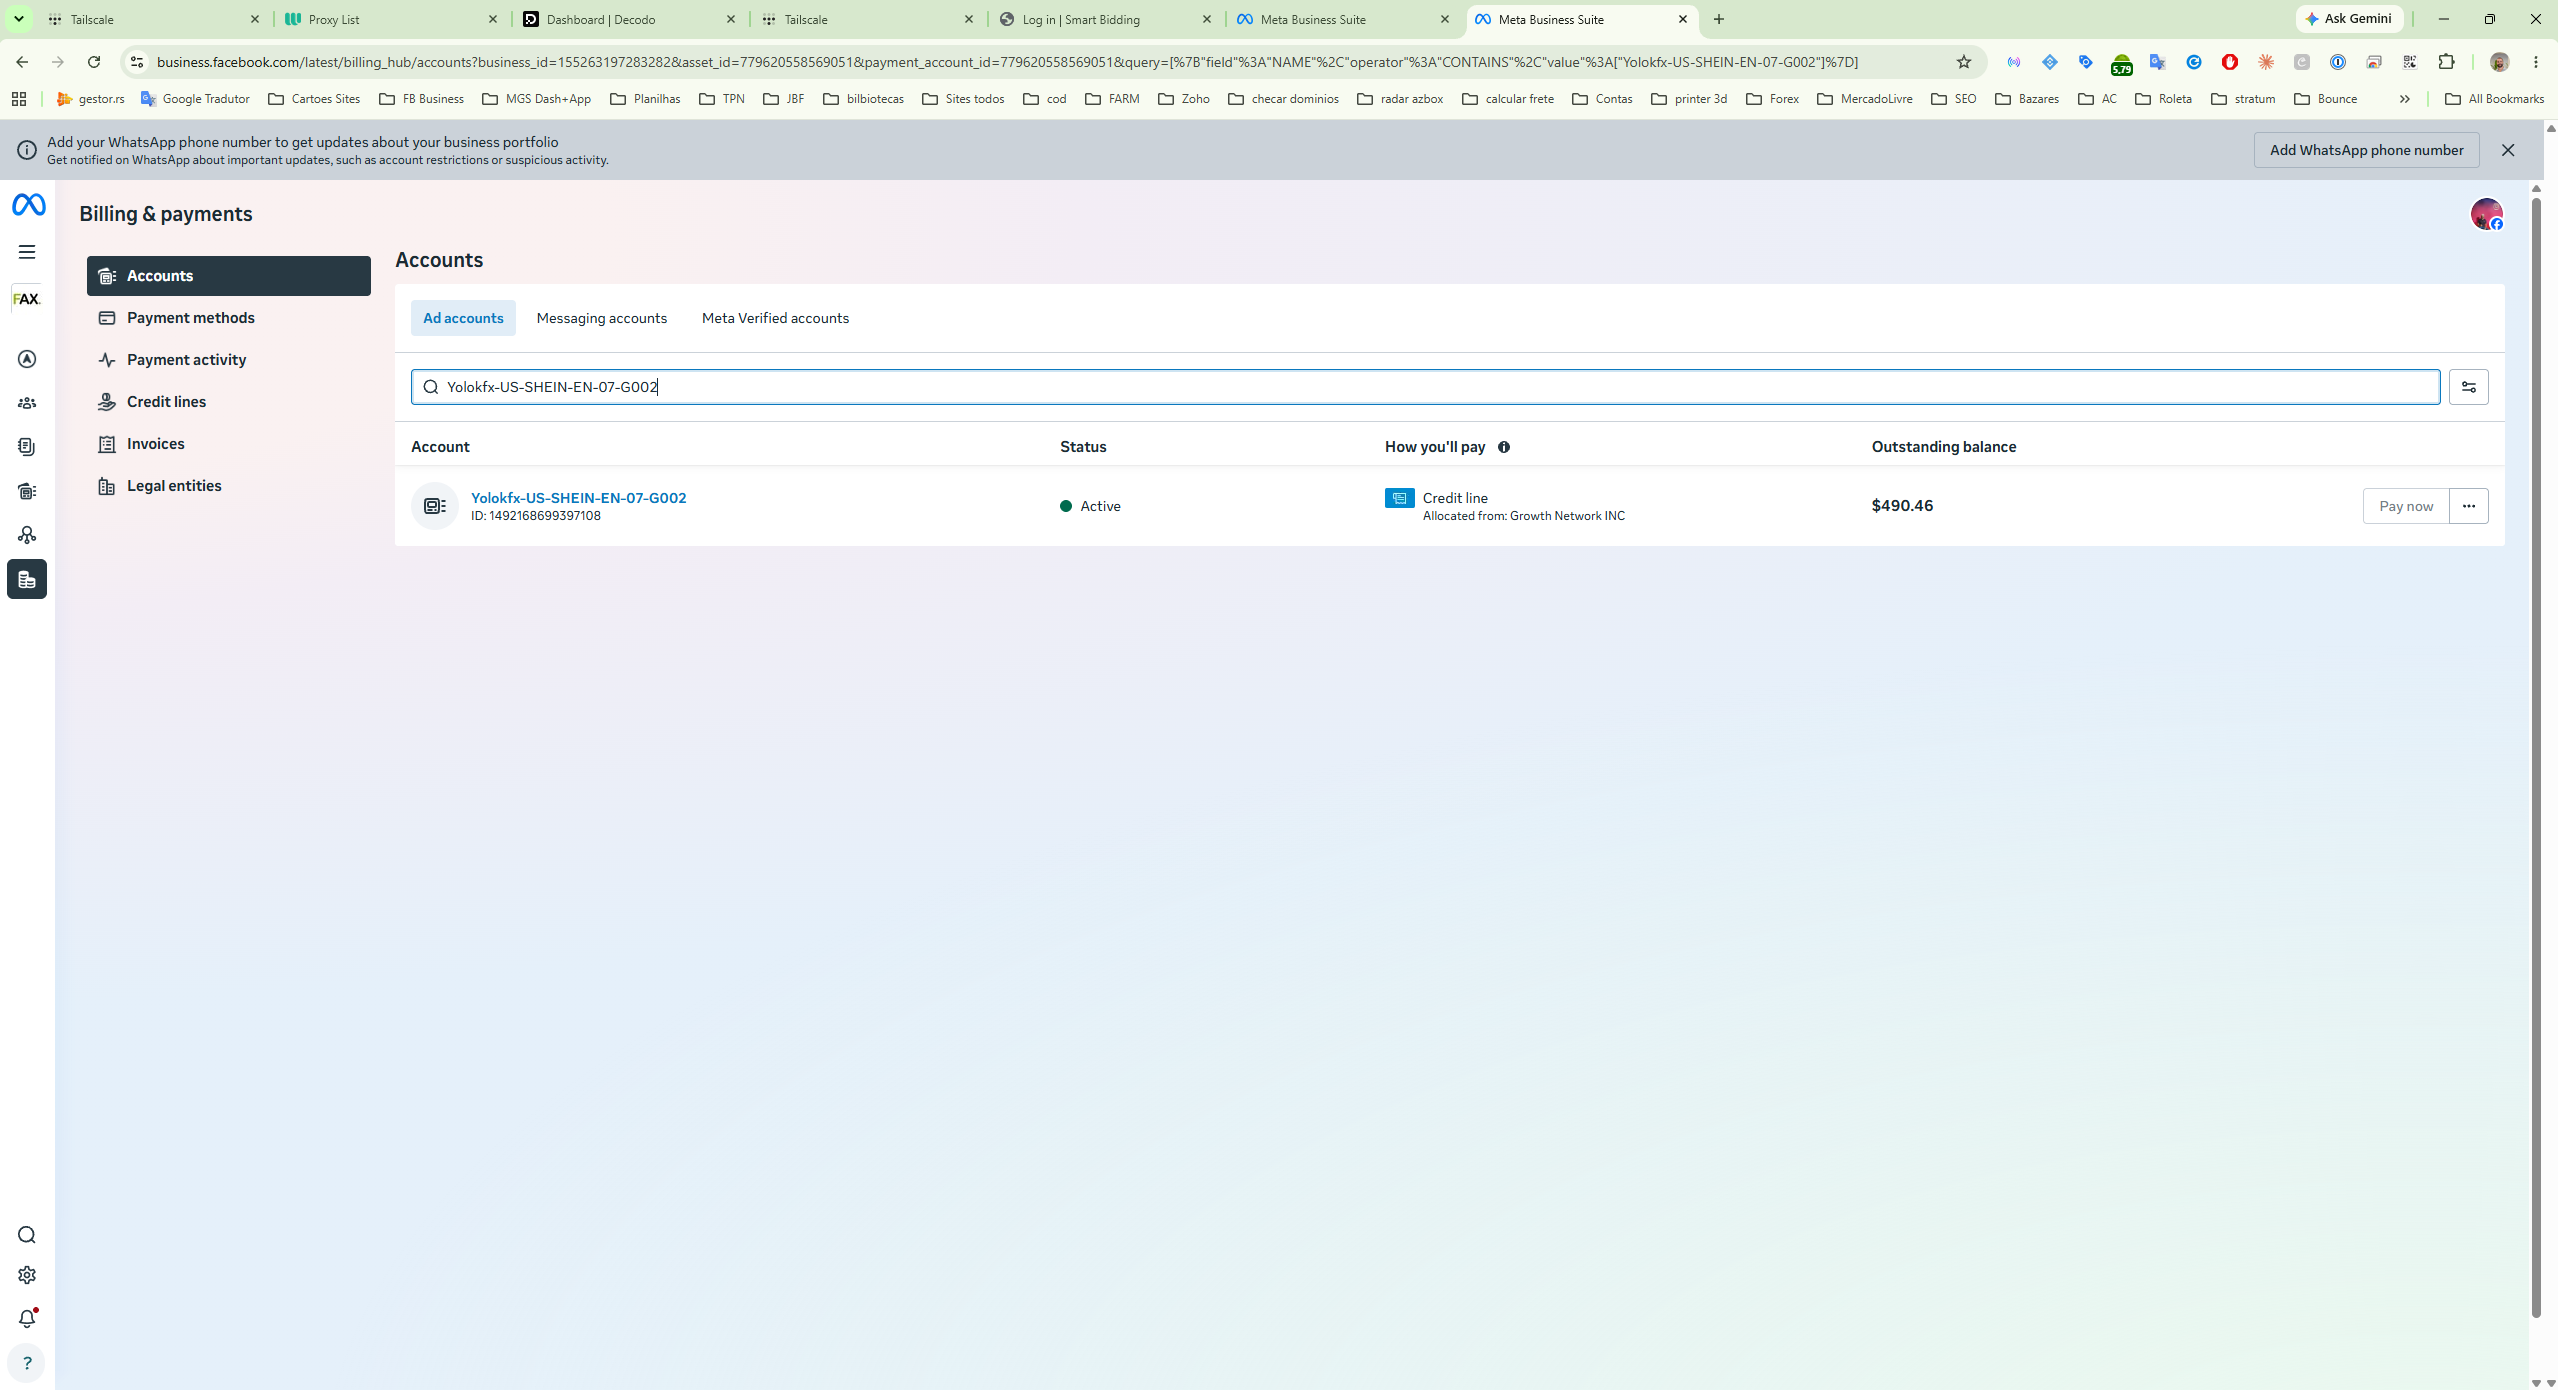 Tailscale
Proxy List
Dashboard | Decodo
Tailscale
Log in | Smart Bidding
Meta Business Suite
Meta Business Suite
Ask Gemini
business.facebook.com/latest/billing_hub/accounts?business_id=155263197283282&asset_id=779620558569051&payment_account_id=779620558569051&query=[%7B"field"%3A"NAME"%2C"operator"%3A"CONTAINS"%2C"value"%3A["Yolokfx-US-SHEIN-EN-07-G002"]%7D]
5,79
gestor.rs
Google Tradutor
Cartoes Sites
FB Business
MGS Dash+App
Planilhas
TPN
JBF
bilbiotecas
Sites todos
cod
FARM
Zoho
checar dominios
radar azbox
calcular frete
Contas
printer 3d
Forex
MercadoLivre
SEO
Bazares
AC
Roleta
stratum
Bounce
All Bookmarks
Add your WhatsApp phone number to get updates about your business portfolio
Get notified on WhatsApp about important updates, such as account restrictions or suspicious activity.
Add WhatsApp phone number
Billing & payments
FAX.
Accounts
Payment methods
Payment activity
Credit lines
Invoices
Legal entities
Accounts
Ad accounts
Messaging accounts
Meta Verified accounts
Yolokfx-US-SHEIN-EN-07-G002
Account
Status
How you'll pay
Outstanding balance
Yolokfx-US-SHEIN-EN-07-G002
ID: 1492168699397108
Active
Credit line
Allocated from: Growth Network INC
$490.46
Pay now
?